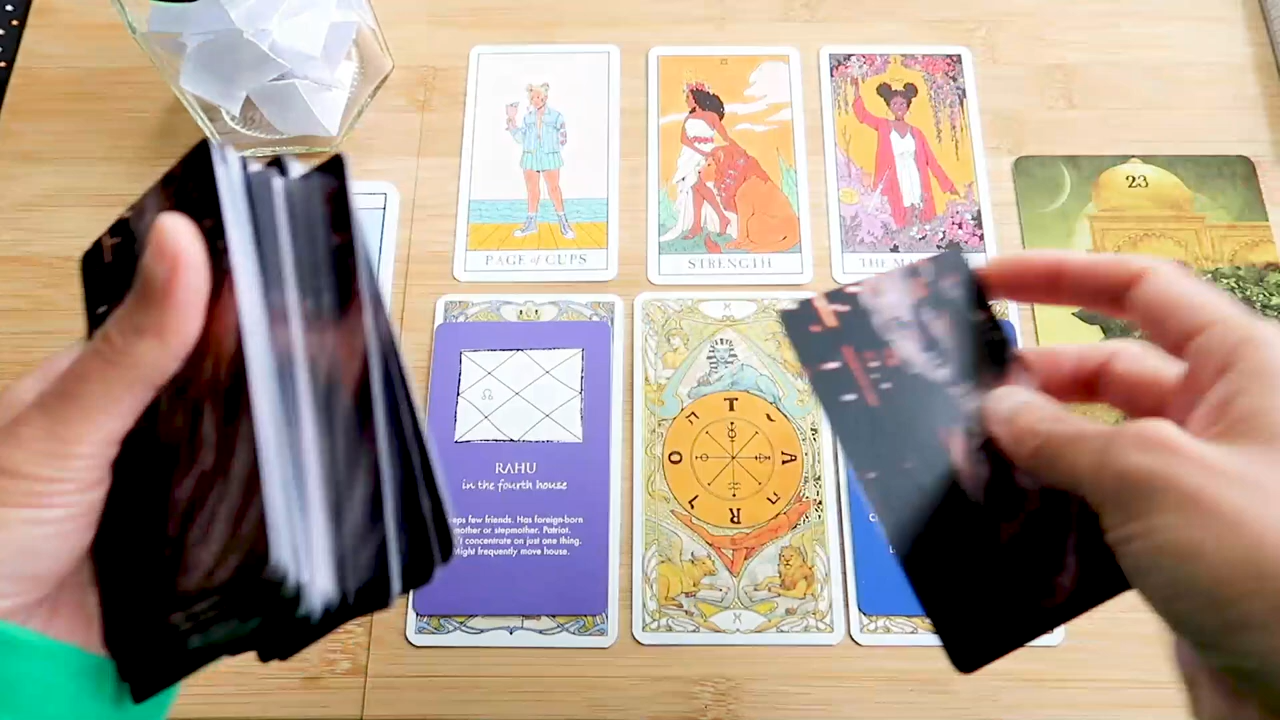 PAGE of CUPS
STRENGTH
THE MA
23
RAHU
in the fourth house
eps few friends. Has foreign-born
mother or stepmother. Patriot.
't concentrate on just one thing.
Might frequently move house.
X
T
A
R
O
X